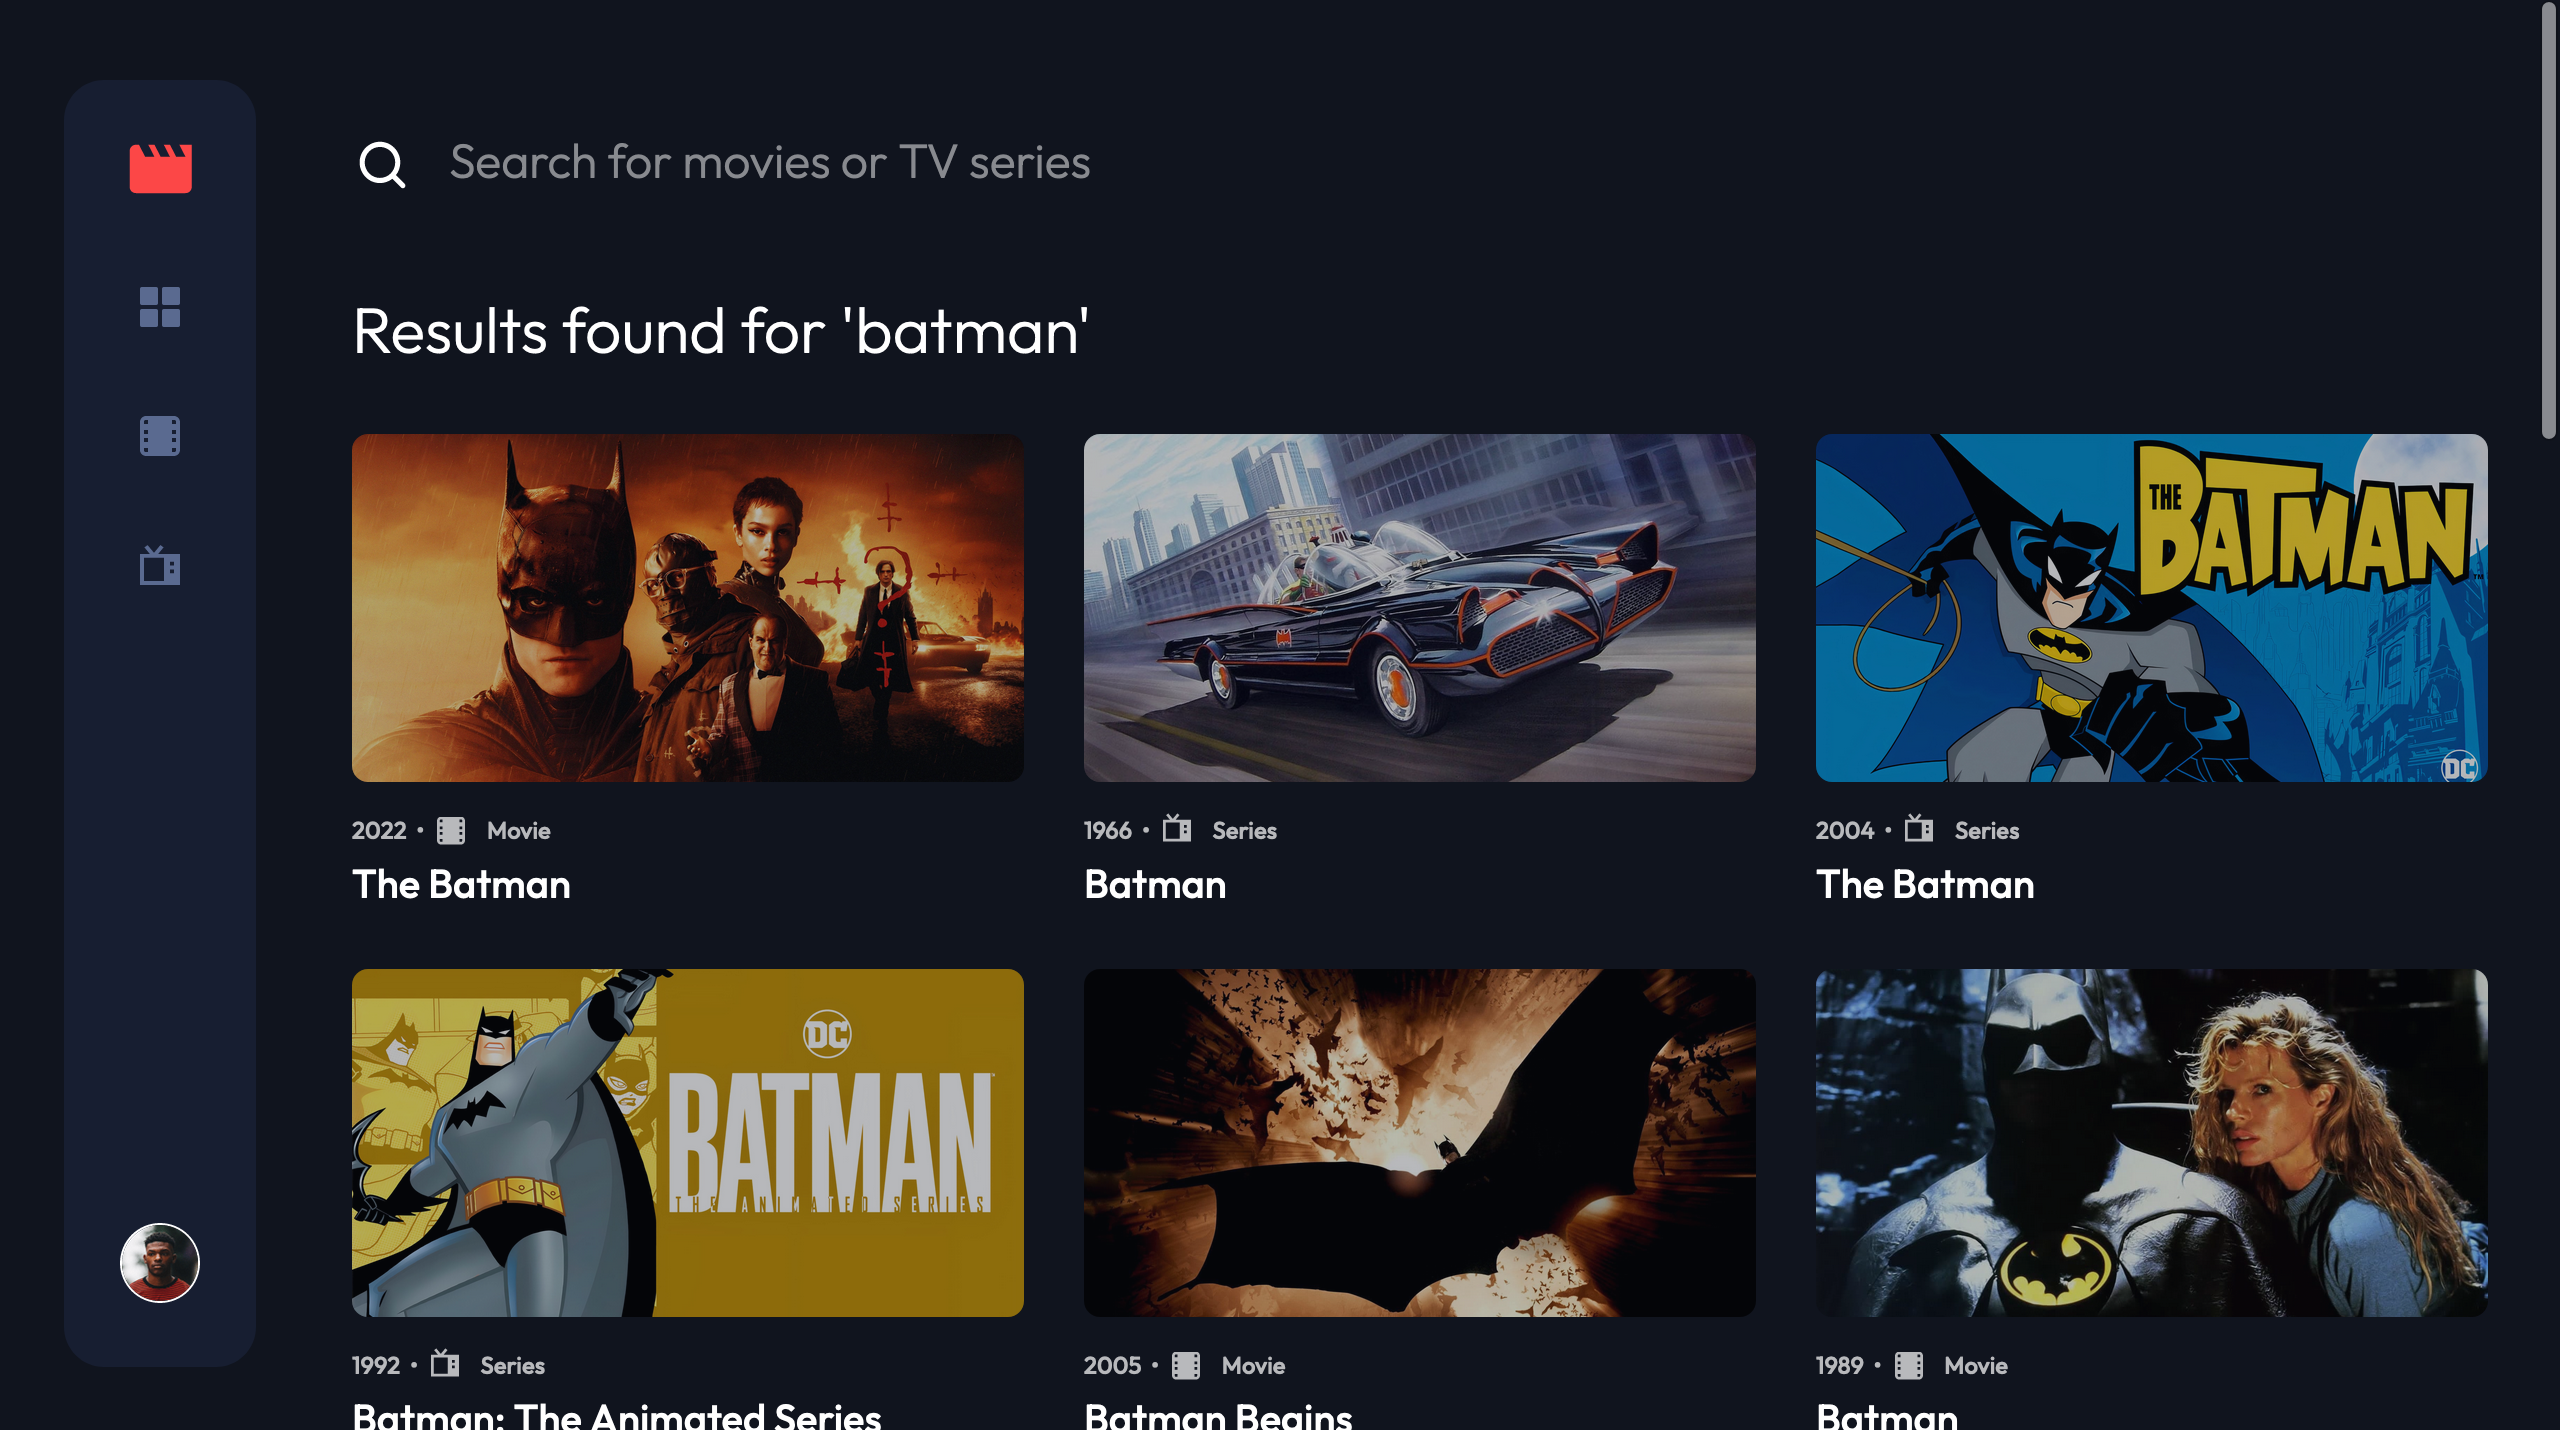 Search for movies or TV series
Results found for 'batman'
THE
BATMAN
DC
2022 • Movie
The Batman
1966 • Series
Batman
2004 • Series
The Batman
DC
BATMAN
THE ANIMATED SERIES
1992 • Series
Batman: The Animated Series
2005 • Movie
Batman Begins
1989 • Movie
Batman